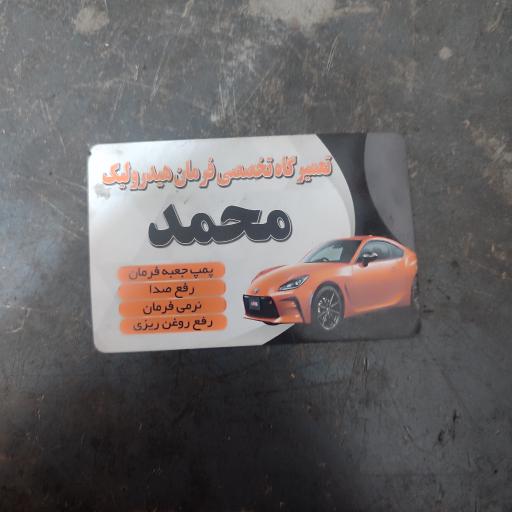 تعمیرگاه تخصصی فرمان هیدرولیک
محمد
پمپ جعبه فرمان
رفع صدا
نرمی فرمان
رفع روغن ریزی